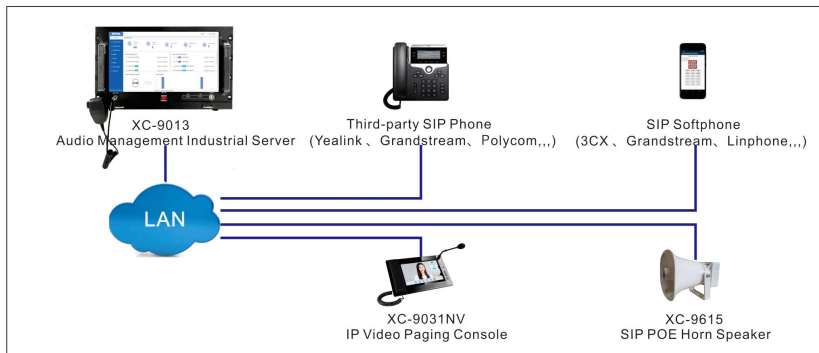 XC-9013
Audio Management Industrial Server
Third-party SIP Phone
(Yealink 、Grandstream、Polycom,,,)
SIP Softphone
(3CX 、Grandstream、Linphone,,,)
LAN
XC-9031NV
IP Video Paging Console
XC-9615
SIP POE Horn Speaker